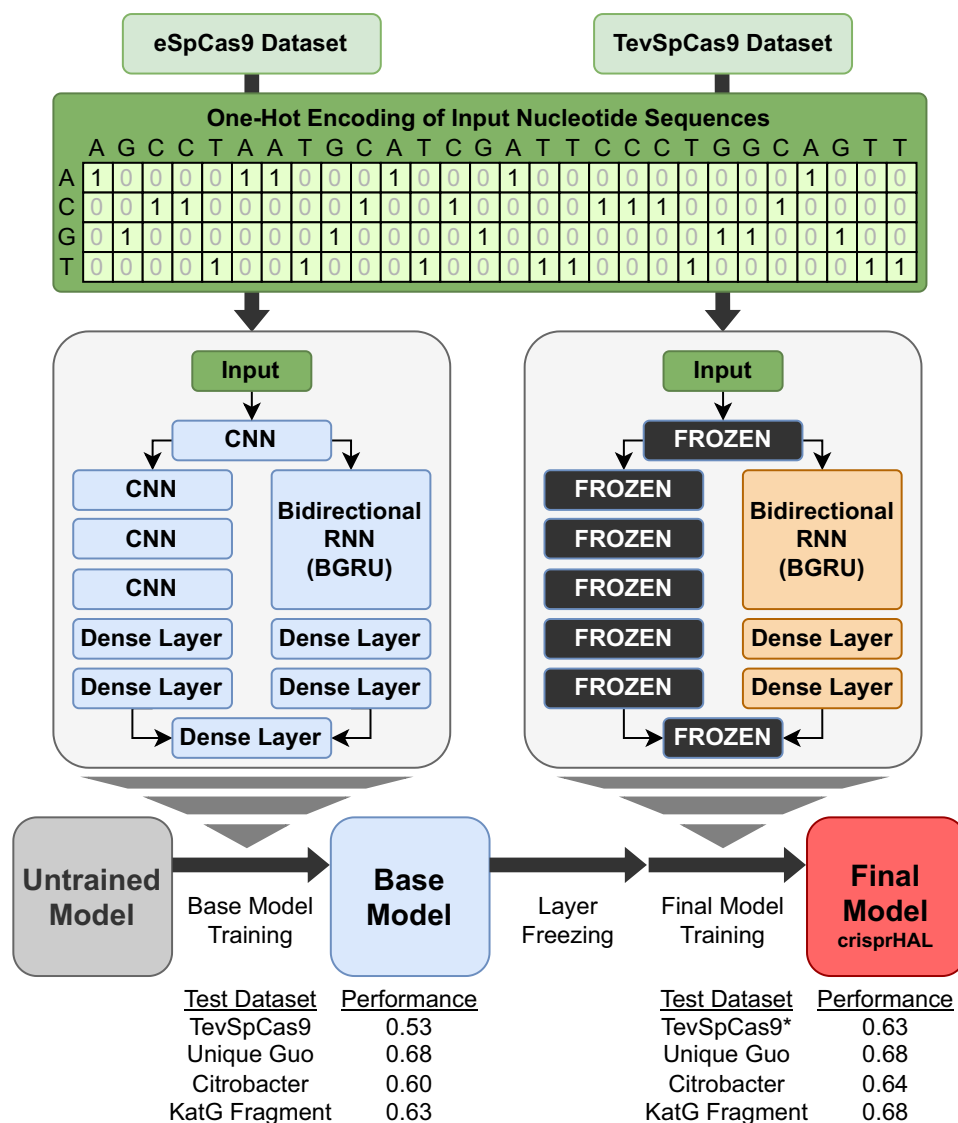 eSpCas9 Dataset
TevSpCas9 Dataset
One-Hot Encoding of Input Nucleotide Sequences
A G C C T A A T G C A T C G A T T C C C T G G C A G T T
A 1 0 0 0 0 1 1 0 0 0 1 0 0 0 1 0 0 0 0 0 0 0 0 0 1 0 0 0
C 0 0 1 1 0 0 0 0 0 1 0 0 1 0 0 0 0 1 1 1 0 0 0 1 0 0 0 0
G 0 1 0 0 0 0 0 0 1 0 0 0 0 1 0 0 0 0 0 0 0 1 1 0 0 1 0 0
T 0 0 0 0 1 0 0 1 0 0 0 1 0 0 0 1 1 0 0 0 1 0 0 0 0 0 1 1
Input
CNN
CNN
CNN
CNN
Dense Layer
Dense Layer
Bidirectional
RNN
(BGRU)
Dense Layer
Dense Layer
Dense Layer
Input
FROZEN
FROZEN
FROZEN
FROZEN
FROZEN
FROZEN
Bidirectional
RNN
(BGRU)
Dense Layer
Dense Layer
FROZEN
Untrained
Model
Base Model
Training
Base
Model
Layer
Freezing
Final Model
Training
Final
Model
crisprHAL
Test Dataset Performance
TevSpCas9 0.53
Unique Guo 0.68
Citrobacter 0.60
KatG Fragment 0.63
Test Dataset Performance
TevSpCas9* 0.63
Unique Guo 0.68
Citrobacter 0.64
KatG Fragment 0.68